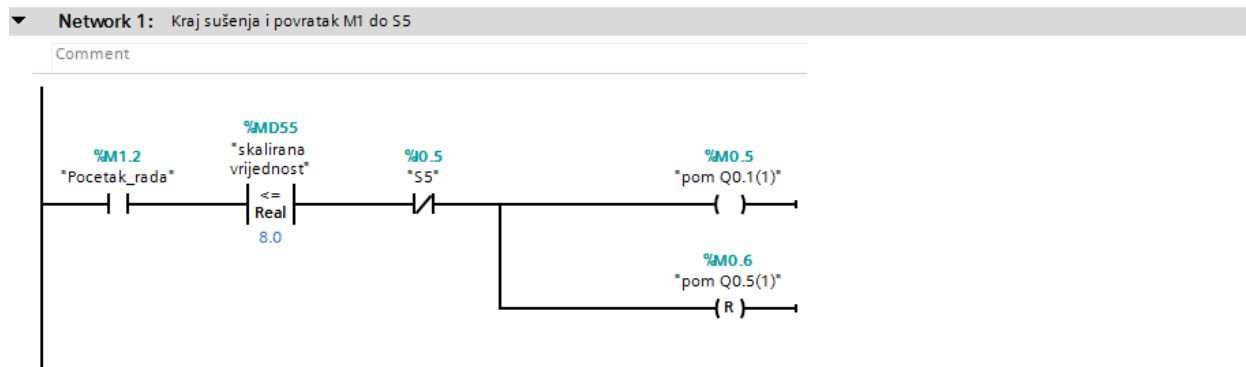 Network 1: Kraj sušenja i povratak M1 do S5
Comment
%MD55
"skalirana
vrijednost"
%M1.2
"Pocetak_rada"
<=
Real
8.0
%I0.5
"S5"
%M0.5
"pom Q0.1(1)"
%M0.6
"pom Q0.5(1)"
R